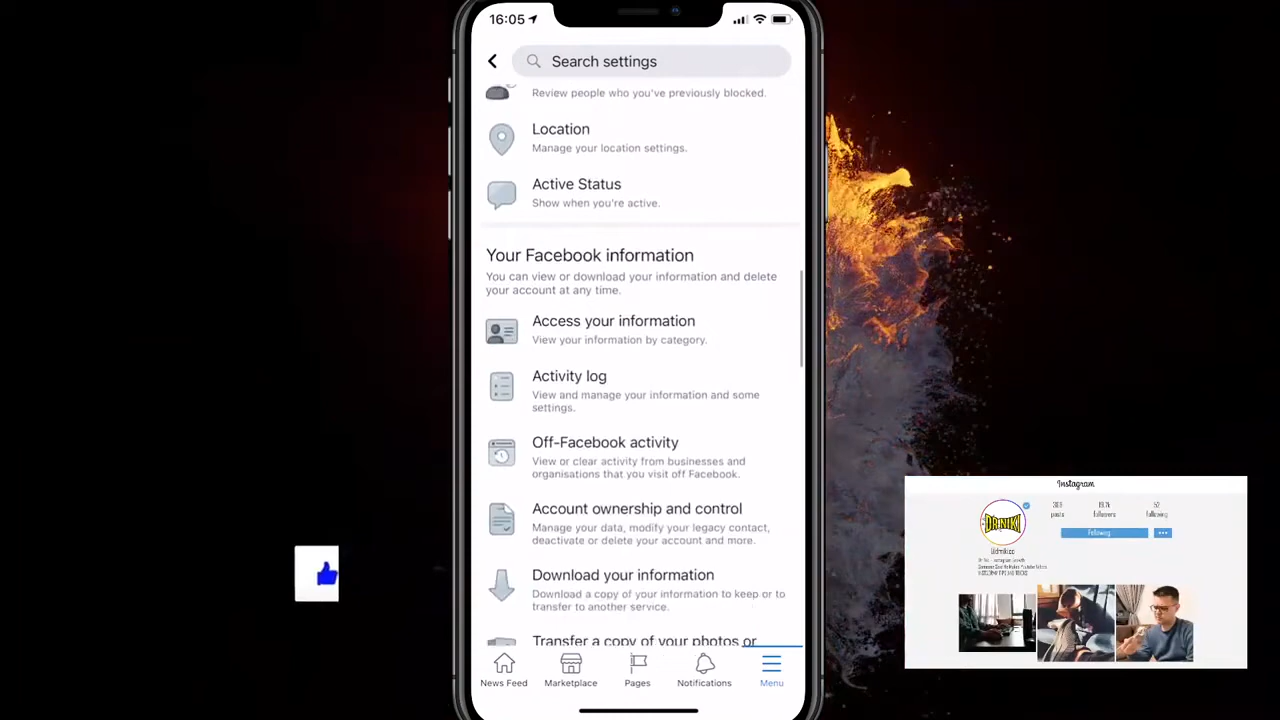 16:05
Search settings
Review people who you've previously blocked.
Location
Manage your location settings.
Active Status
Show when you're active.
Your Facebook information
You can view or download your information and delete
your account at any time.
Access your information
View your information by category.
Activity log
View and manage your information and some
settings.
Off-Facebook activity
View or clear activity from businesses and
organisations that you visit off Facebook.
Account ownership and control
Manage your data, modify your legacy contact,
deactivate or delete your account and more.
Download your information
Download a copy of your information to keep or to
transfer to another service.
Transfer a copy of your photos or
News Feed
Marketplace
Pages
Notifications
Menu
Instagram
posts
followers
following
Following